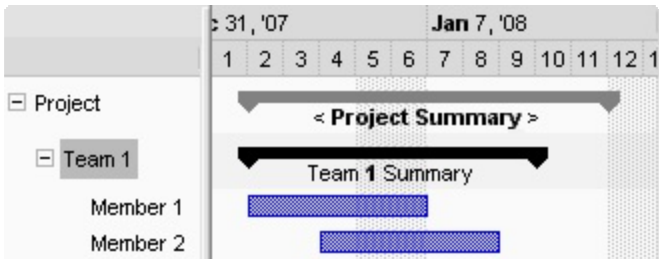 c 31, '07 Jan 7, '08
1 2 3 4 5 6 7 8 9 10 11 12 1
Project
< Project Summary >
Team 1
Team 1 Summary
Member 1
Member 2